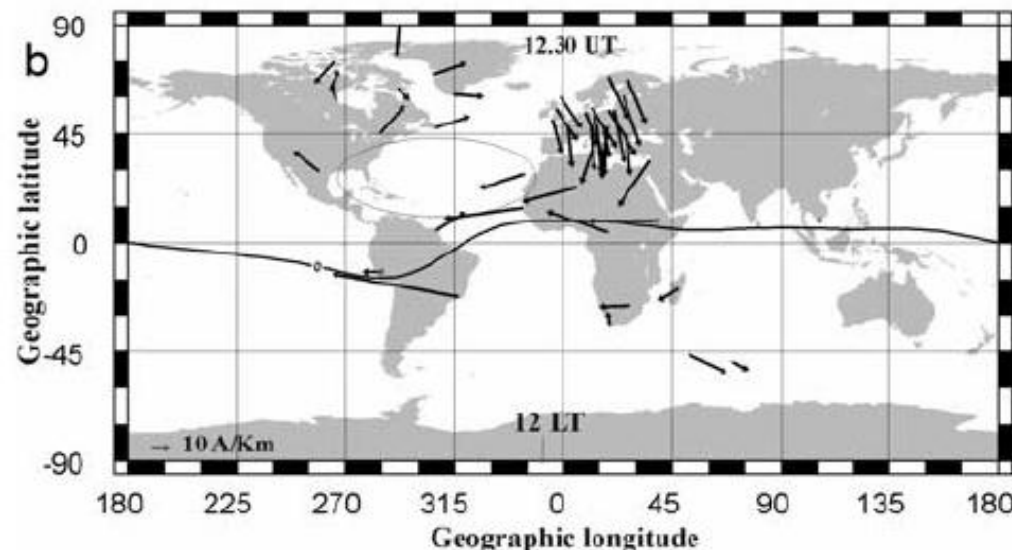 b
12.30 UT
90
45
0
-45
-90
Geographic latitude
0
12 LT
→ 10 A/Km
180 225 270 315 0 45 90 135 180
Geographic longitude